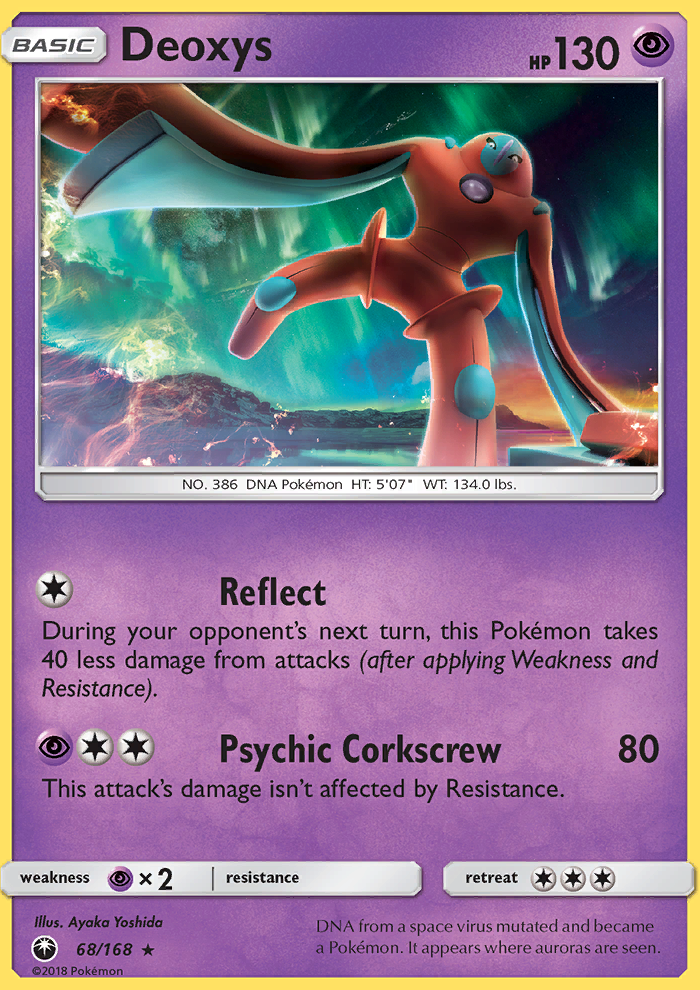 BASIC
Deoxys
HP 130
NO. 386 DNA Pokémon HT: 5'07" WT: 134.0 lbs.
Reflect
During your opponent's next turn, this Pokémon takes
40 less damage from attacks (after applying Weakness and
Resistance).
Psychic Corkscrew 80
This attack's damage isn't affected by Resistance.
weakness ×2 resistance retreat
Illus. Ayaka Yoshida
68/168
©2018 Pokémon
DNA from a space virus mutated and became
a Pokémon. It appears where auroras are seen.